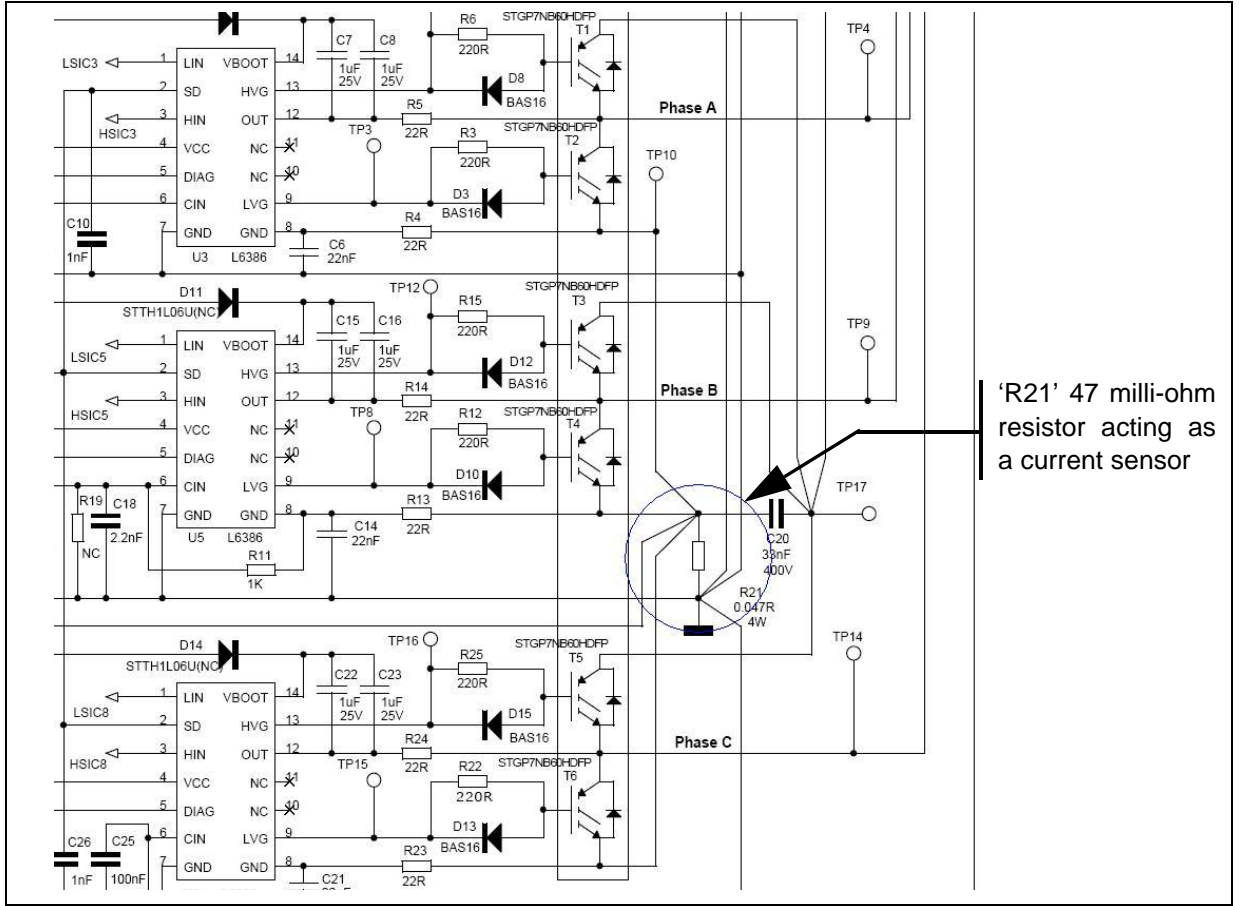 R6
STGP7NB60HDFP
T1
TP4
C7
C8
220R
LSIC3
1
LIN
VBOOT
14
1uF
25V
1uF
25V
D8
BAS16
2
SD
HVG
13
3
HIN
OUT
12
R5
22R
Phase A
HSIC3
TP3
R3
220R
STGP7NB60HDFP
T2
TP10
4
VCC
NC
11
5
DIAG
NC
10
6
CIN
LVG
9
D3
BAS16
C10
1nF
7
GND
GND
8
R4
22R
U3
L6386
C6
22nF
D11
STTH1L06U(NC)
TP12
R15
220R
STGP7NB60HDFP
T3
C15
C16
TP9
LSIC5
1
LIN
VBOOT
14
1uF
25V
1uF
25V
D12
BAS16
2
SD
HVG
13
3
HIN
OUT
12
R14
22R
Phase B
HSIC5
TP8
R12
220R
STGP7NB60HDFP
T4
4
VCC
NC
11
5
DIAG
NC
10
6
CIN
LVG
9
D10
BAS16
‘R21’ 47 milli-ohm
resistor acting as
a current sensor
TP17
R19
NC
C18
2.2nF
7
GND
GND
8
R13
22R
U5
L6386
C14
22nF
R11
1K
C20
33nF
400V
R21
0.047R
4W
D14
STTH1L06U(NC)
TP16
R25
220R
STGP7NB60HDFP
T5
TP14
C22
C23
LSIC8
1
LIN
VBOOT
14
1uF
25V
1uF
25V
D15
BAS16
2
SD
HVG
13
3
HIN
OUT
12
R24
22R
Phase C
HSIC8
TP15
R22
220R
STGP7NB60HDFP
T6
4
VCC
NC
11
5
DIAG
NC
10
6
CIN
LVG
9
D13
BAS16
C26
1nF
C25
100nF
7
GND
GND
8
R23
22R
C21